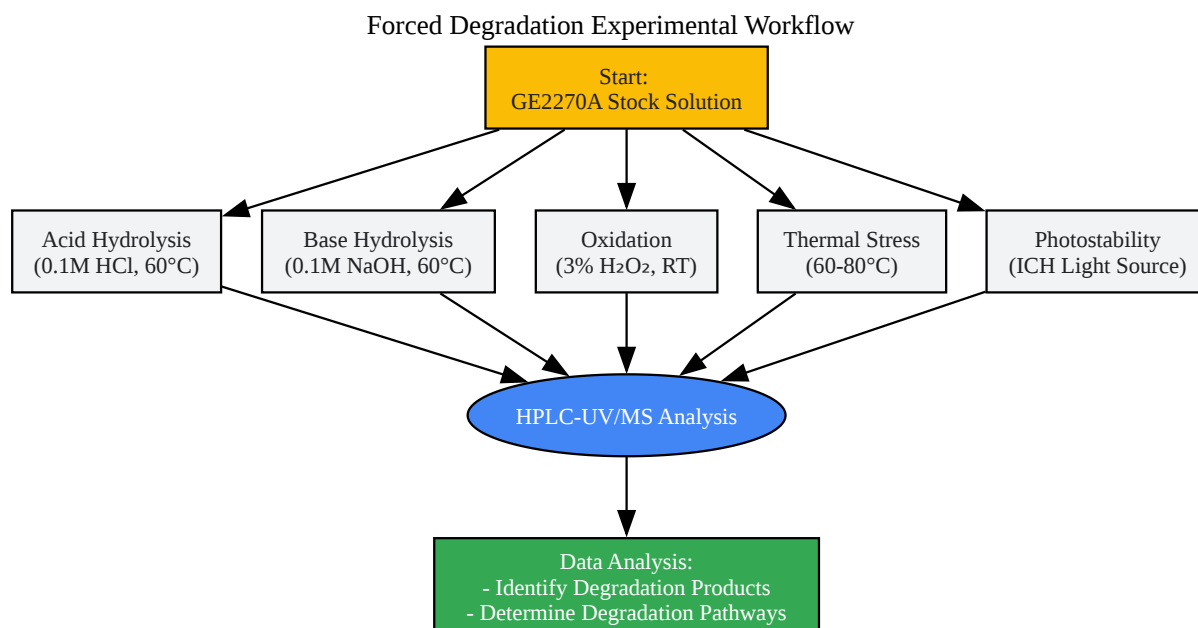 Forced Degradation Experimental Workflow
Start:
GE2270A Stock Solution
Acid Hydrolysis
(0.1M HCl, 60°C)
Base Hydrolysis
(0.1M NaOH, 60°C)
Oxidation
(3% H₂O₂, RT)
Thermal Stress
(60-80°C)
Photostability
(ICH Light Source)
HPLC-UV/MS Analysis
Data Analysis:
- Identify Degradation Products
- Determine Degradation Pathways